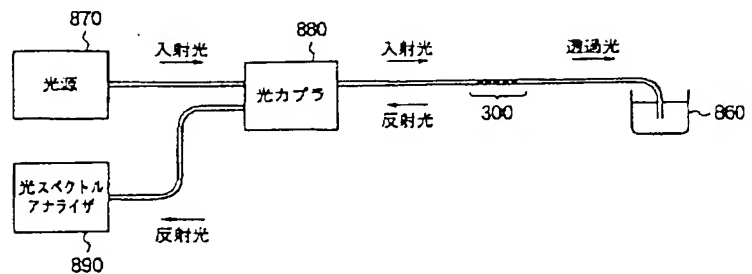 870
880
入射光
入射光
透過光
光源
光カプラ
反射光
300
860
光スペクトル
アナライザ
反射光
890